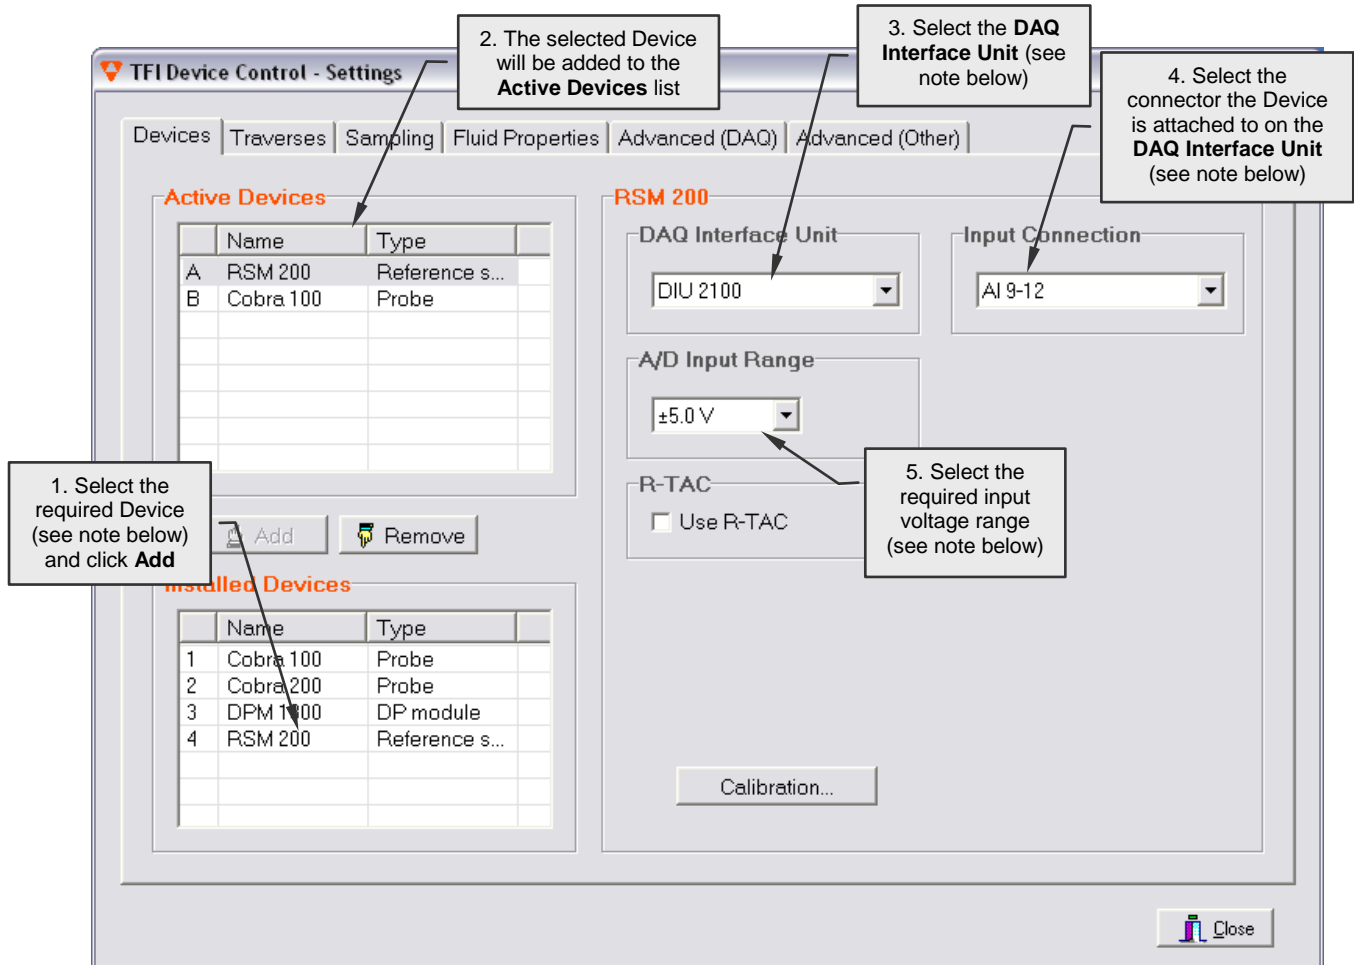 2. The selected Device
will be added to the
Active Devices list
3. Select the DAQ
Interface Unit (see
note below)
4. Select the
connector the Device
is attached to on the
DAQ Interface Unit
(see note below)
TFI Device Control - Settings
Devices
Traverses
Sampling
Fluid Properties
Advanced (DAQ)
Advanced (Other)
Active Devices
Name Type
A RSM 200 Reference s...
B Cobra 100 Probe
1. Select the
required Device
(see note below)
and click Add
Add
Remove
Installed Devices
Name Type
1 Cobra 100 Probe
2 Cobra 200 Probe
3 DPM 1300 DP module
4 RSM 200 Reference s...
RSM 200
DAQ Interface Unit
DIU 2100
Input Connection
AI 9-12
A/D Input Range
±5.0 V
5. Select the
required input
voltage range
(see note below)
R-TAC
Use R-TAC
Calibration...
Close